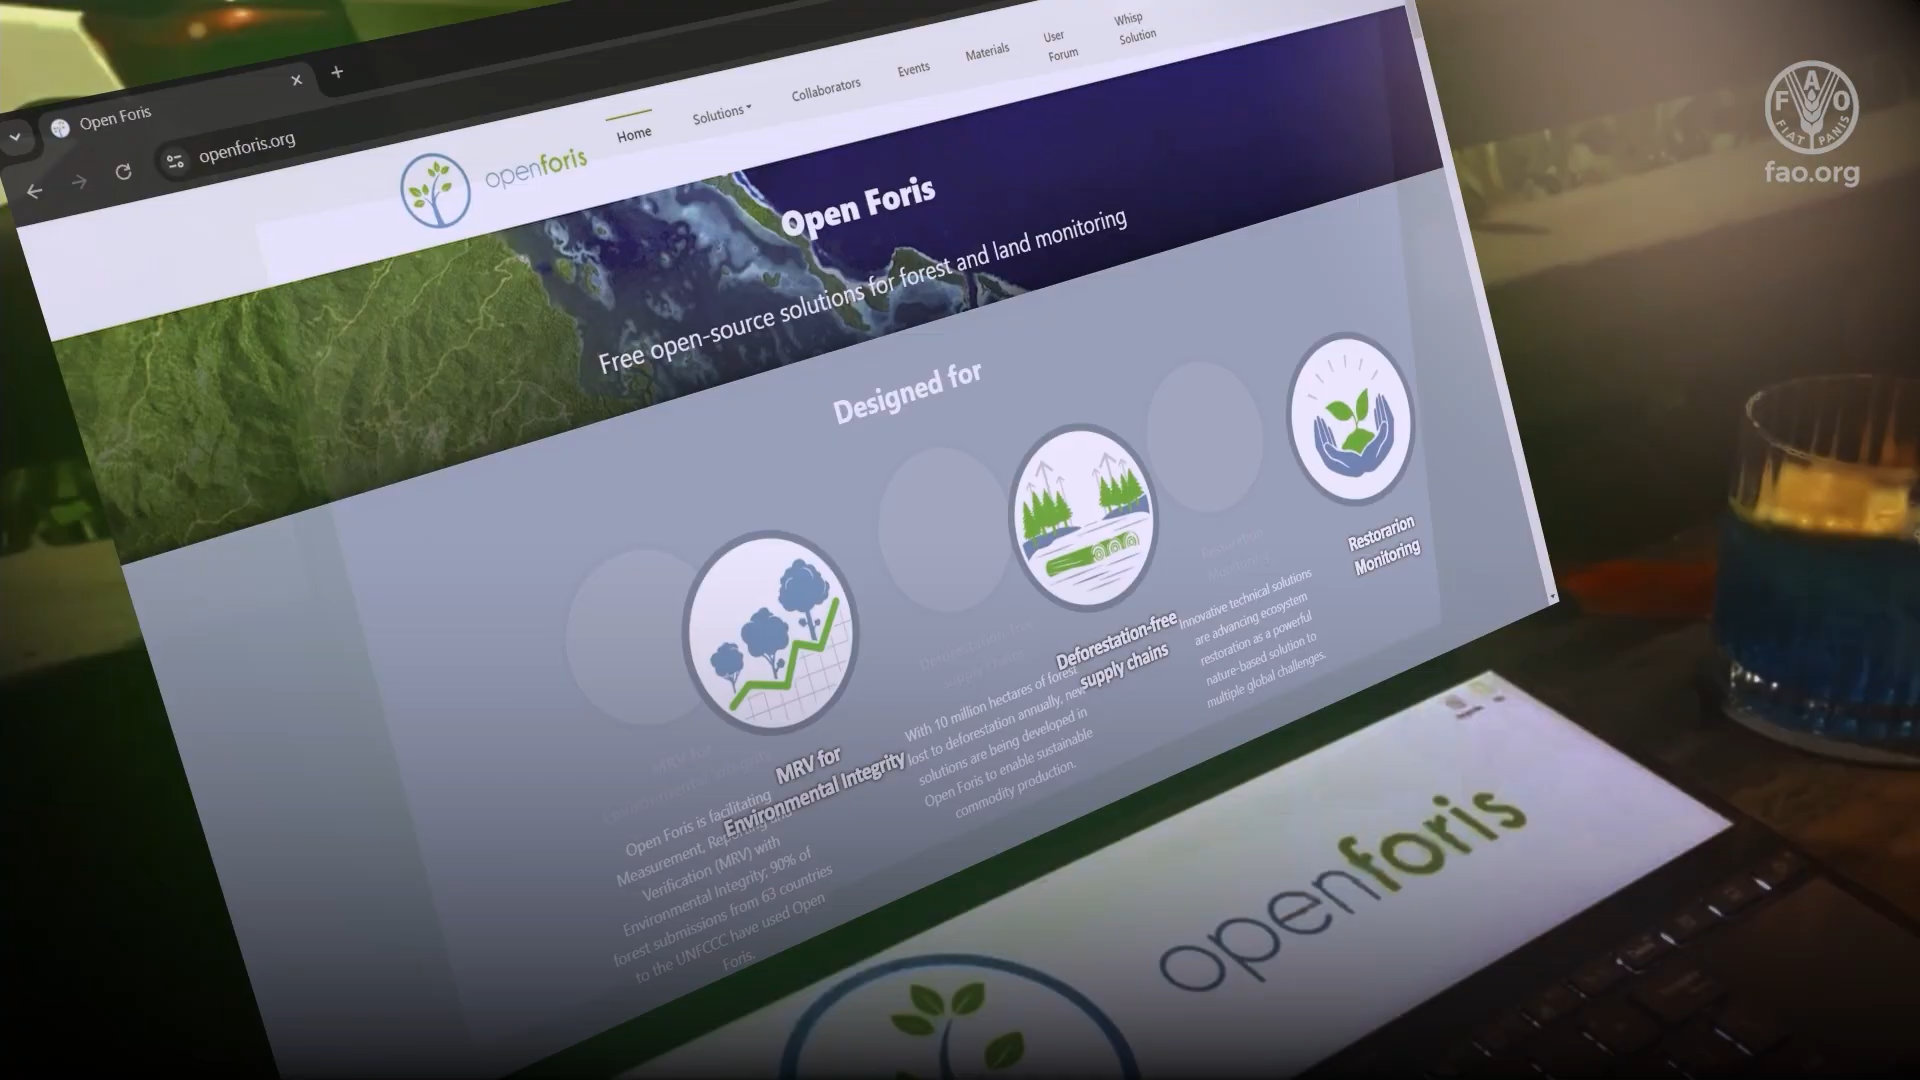 Open Foris
openforis.org
openforis
Home
Solutions
Collaborators
Events
Materials
User
Forum
Whisp
Solution
FAO
FIAT PANIS
fao.org
Open Foris
Free open-source solutions for forest and land monitoring
Designed for
MRV for
Environmental Integrity
Open Foris is facilitating
Measurement, Reporting and
Verification (MRV) with
Environmental Integrity; 90% of
forest submissions from 63 countries
to the UNFCCC have used Open
Foris.
Deforestation-free
supply chains
With 10 million hectares of forest
lost to deforestation annually, new
solutions are being developed in
Open Foris to enable sustainable
commodity production.
Restorarion
Monitoring
Innovative technical solutions
are advancing ecosystem
restoration as a powerful
nature-based solution to
multiple global challenges.
openforis